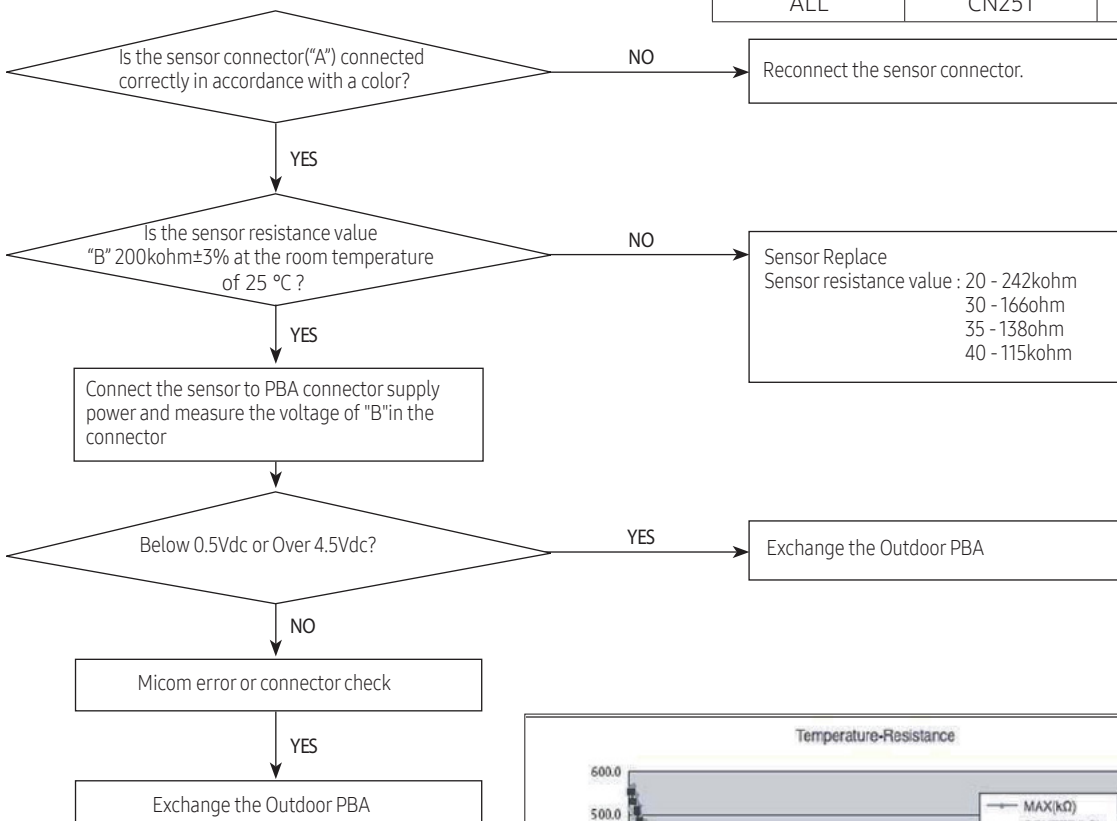 ALL CN251
Is the sensor connector("A") connected
correctly in accordance with a color?
NO
Reconnect the sensor connector.
YES
Is the sensor resistance value
"B" 200kohm±3% at the room temperature
of 25 °C ?
NO
Sensor Replace
Sensor resistance value : 20 - 242kohm
30 - 166ohm
35 - 138ohm
40 - 115kohm
YES
Connect the sensor to PBA connector supply
power and measure the voltage of "B"in the
connector
Below 0.5Vdc or Over 4.5Vdc?
YES
Exchange the Outdoor PBA
NO
Micom error or connector check
YES
Exchange the Outdoor PBA
Temperature-Resistance
600.0
500.0
MAX(kΩ)